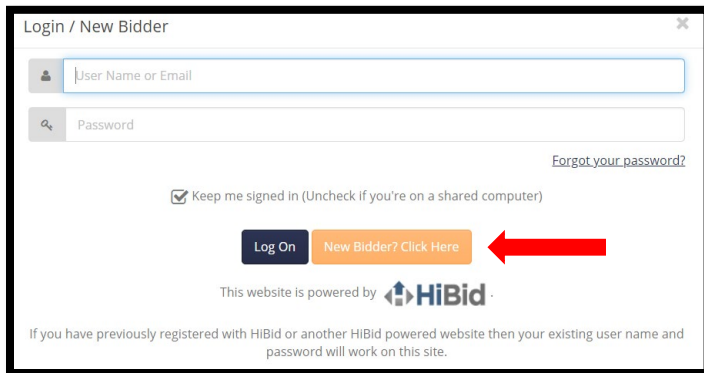 Login / New Bidder
User Name or Email
Password
Forgot your password?
Keep me signed in (Uncheck if you're on a shared computer)
Log On New Bidder? Click Here
This website is powered by HiBid .
If you have previously registered with HiBid or another HiBid powered website then your existing user name and
password will work on this site.